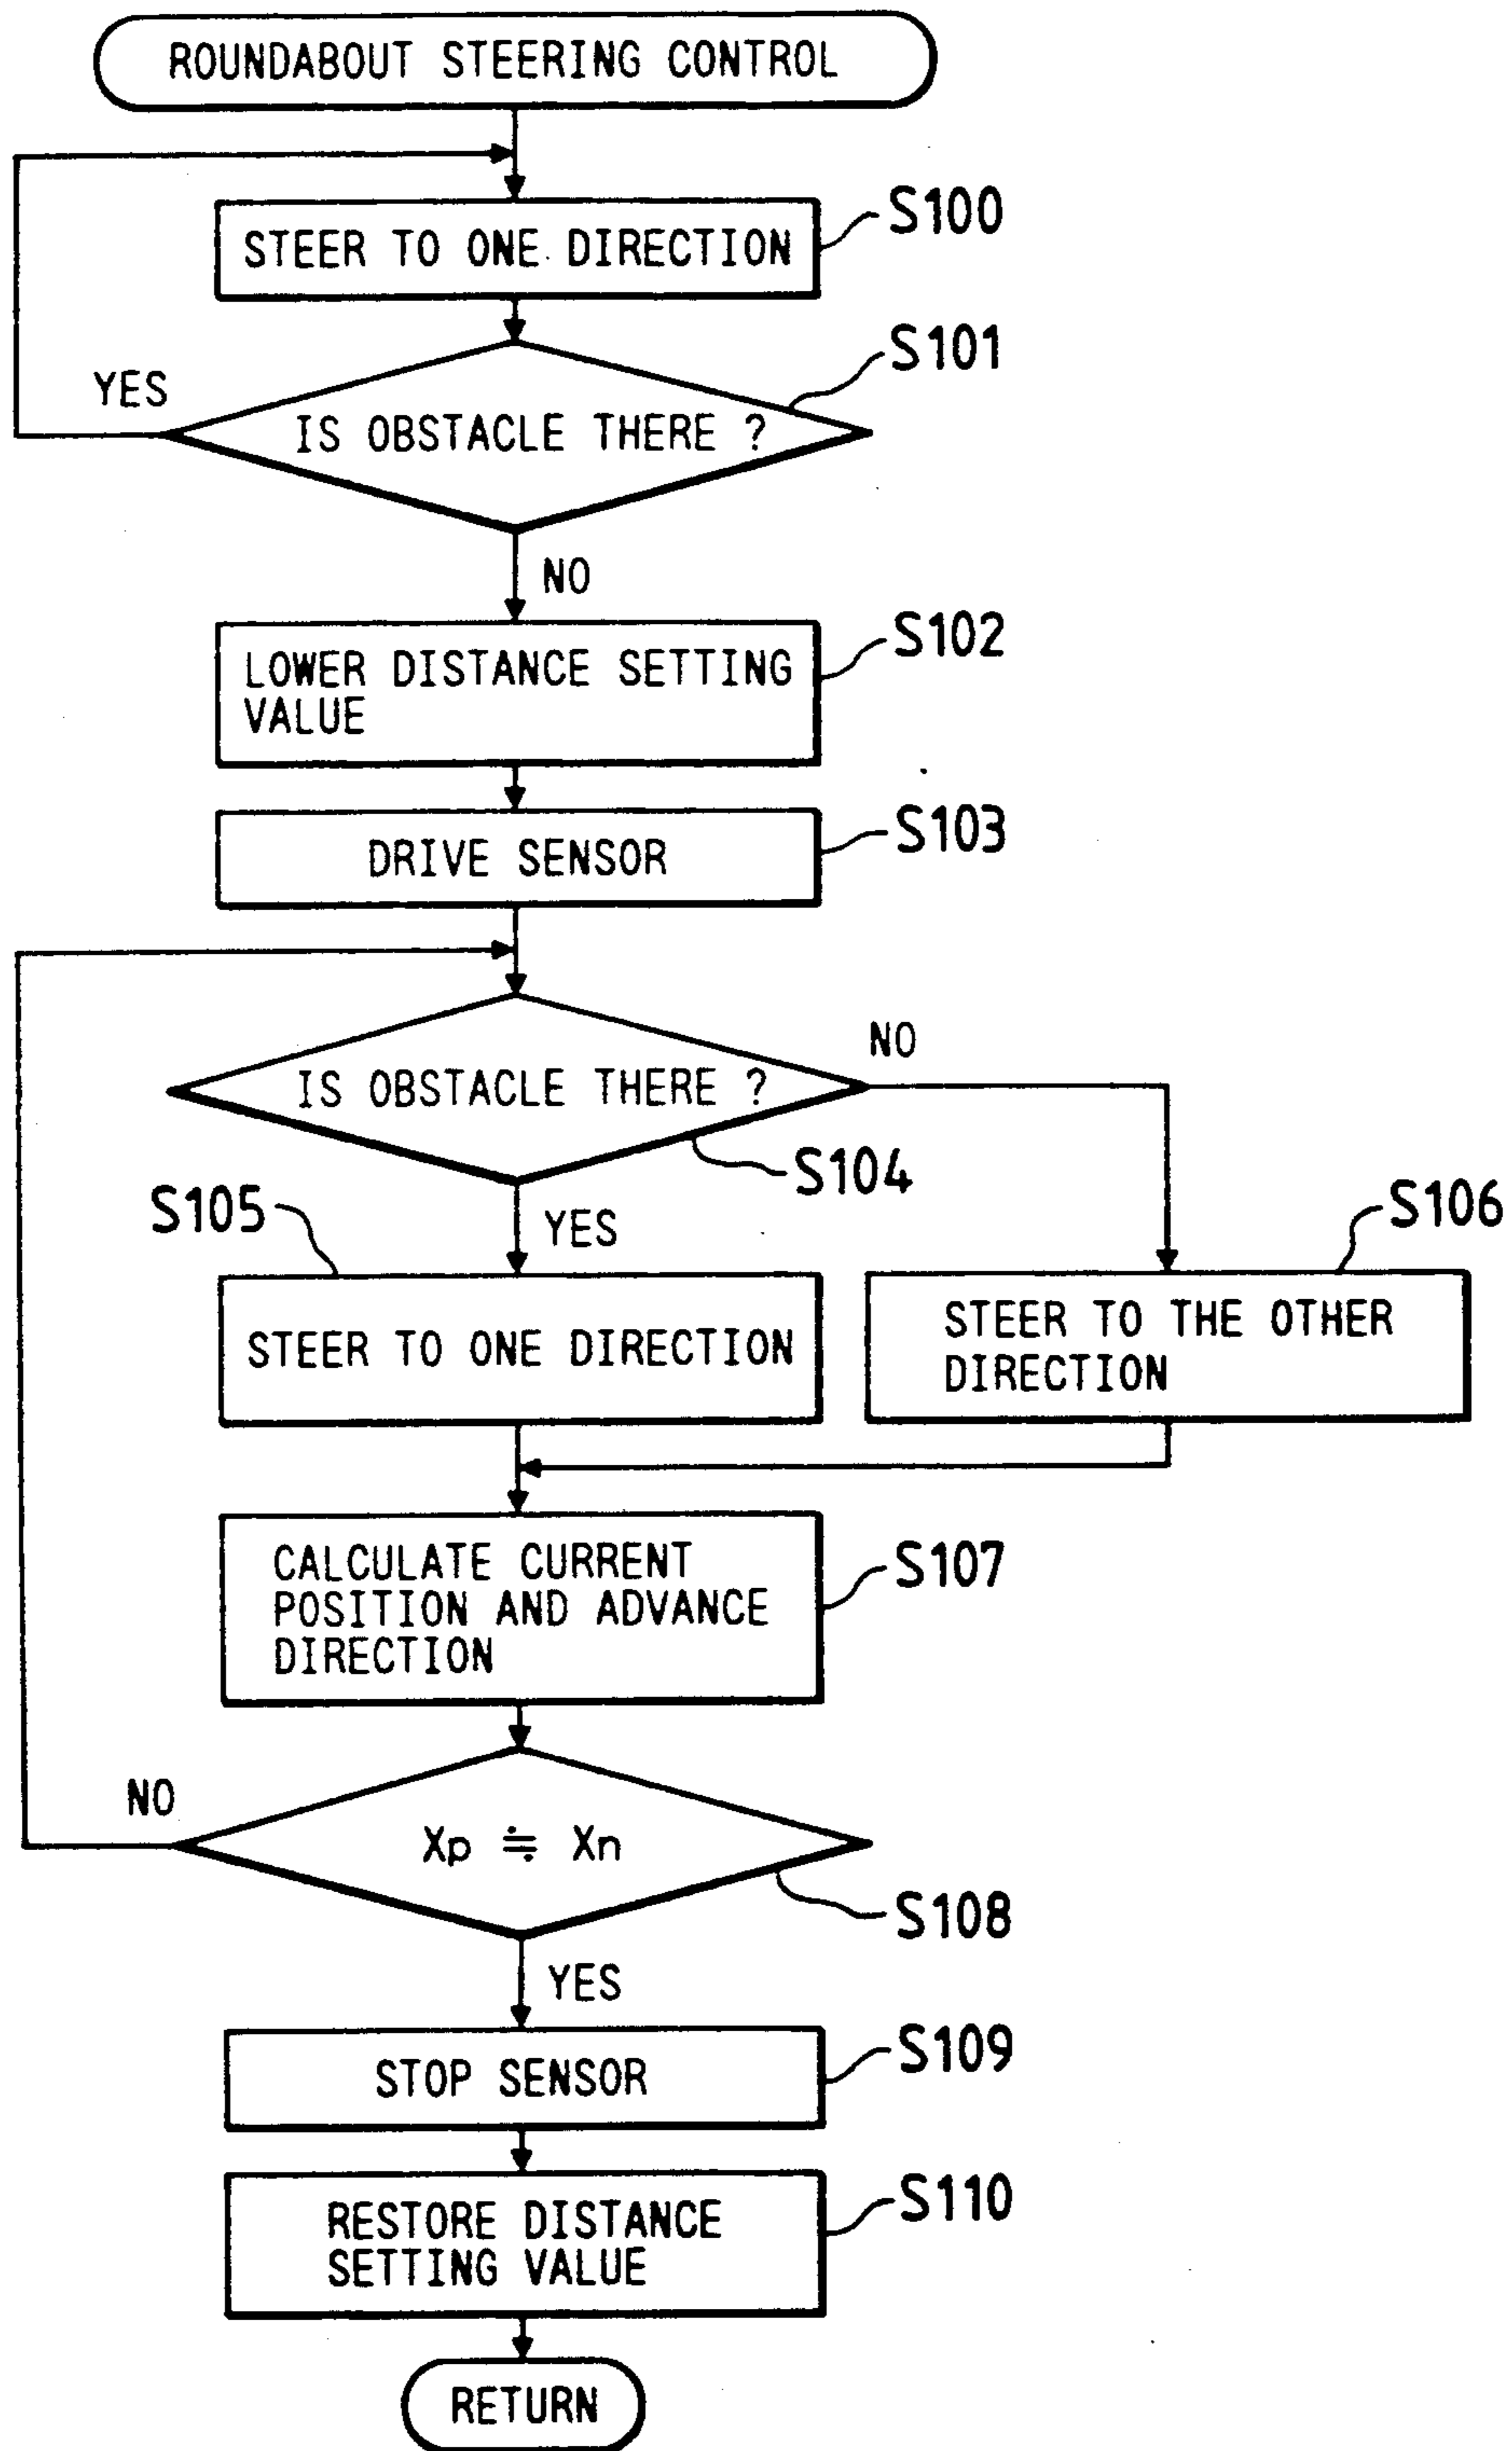 ROUNDABOUT STEERING CONTROL
S100
STEER TO ONE DIRECTION
S101
YES
IS OBSTACLE THERE ?
NO
S102
LOWER DISTANCE SETTING
VALUE
S103
DRIVE SENSOR
NO
IS OBSTACLE THERE ?
S104
S105
YES
S106
STEER TO ONE DIRECTION
STEER TO THE OTHER
DIRECTION
S107
CALCULATE CURRENT
POSITION AND ADVANCE
DIRECTION
NO
Xp ≒ Xn
S108
YES
S109
STOP SENSOR
S110
RESTORE DISTANCE
SETTING VALUE
RETURN